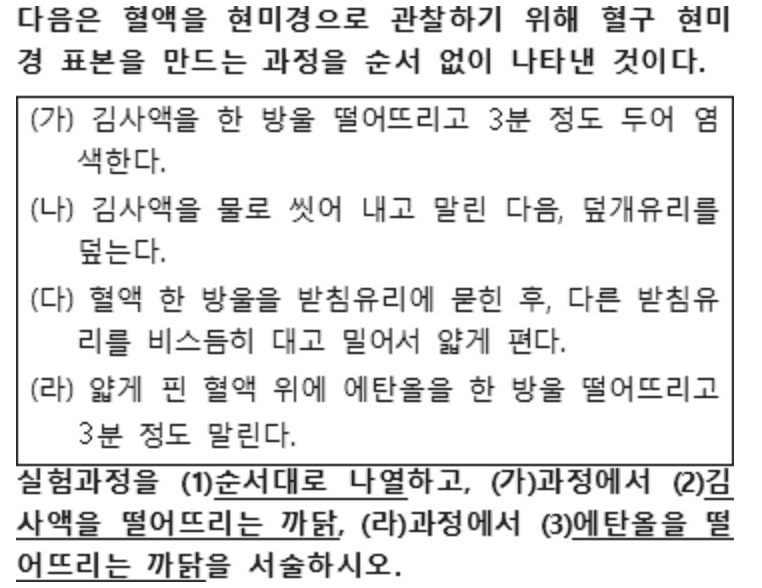 다음은 혈액을 현미경으로 관찰하기 위해 혈구 현미
경 표본을 만드는 과정을 순서 없이 나타낸 것이다.
(가) 김사액을 한 방울 떨어뜨리고 3분 정도 두어 염
색한다.
(나) 김사액을 물로 씻어 내고 말린 다음, 덮개유리를
덮는다.
(다) 혈액 한 방울을 받침유리에 묻힌 후, 다른 받침유
리를 비스듬히 대고 밀어서 얇게 편다.
(라) 얇게 핀 혈액 위에 에탄올을 한 방울 떨어뜨리고
3분 정도 말린다.
실험과정을 (1)순서대로 나열하고, (가)과정에서 (2)김
사액을 떨어뜨리는 까닭, (라)과정에서 (3)에탄올을 떨
어뜨리는 까닭을 서술하시오.